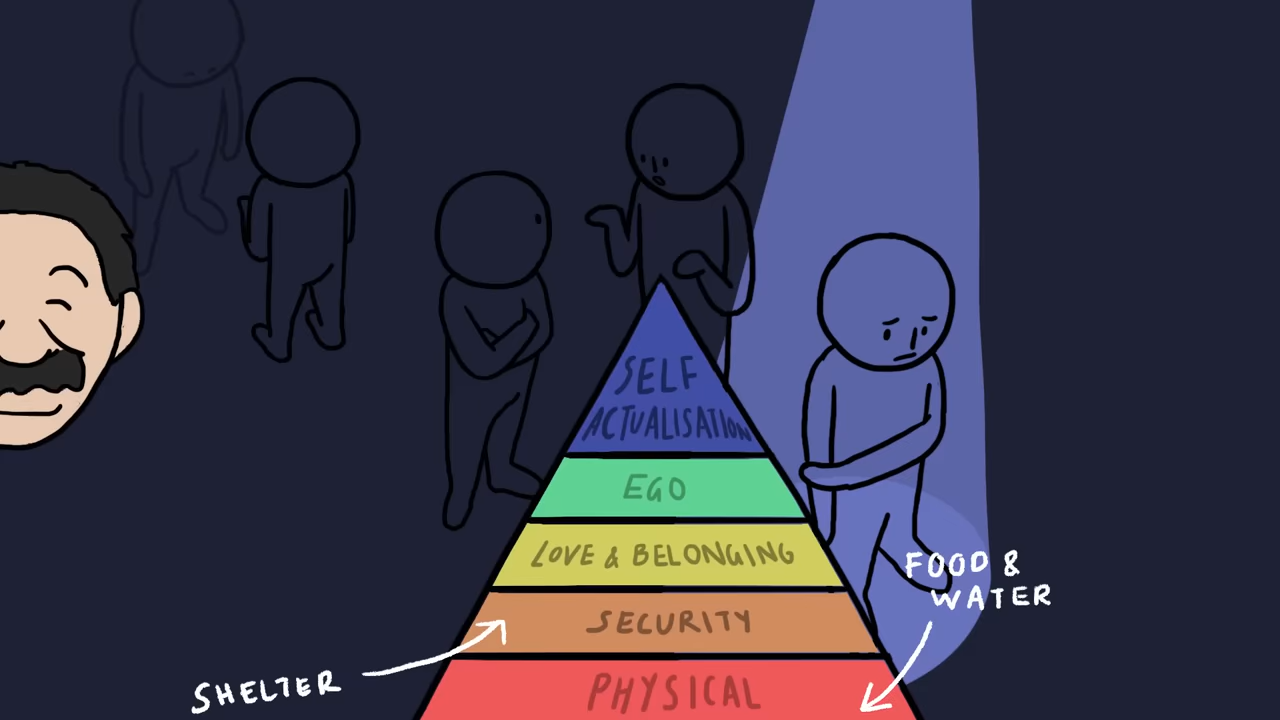 SELF
ACTUALISATION
EGO
LOVE & BELONGING
SECURITY
PHYSICAL
SHELTER
FOOD &
WATER